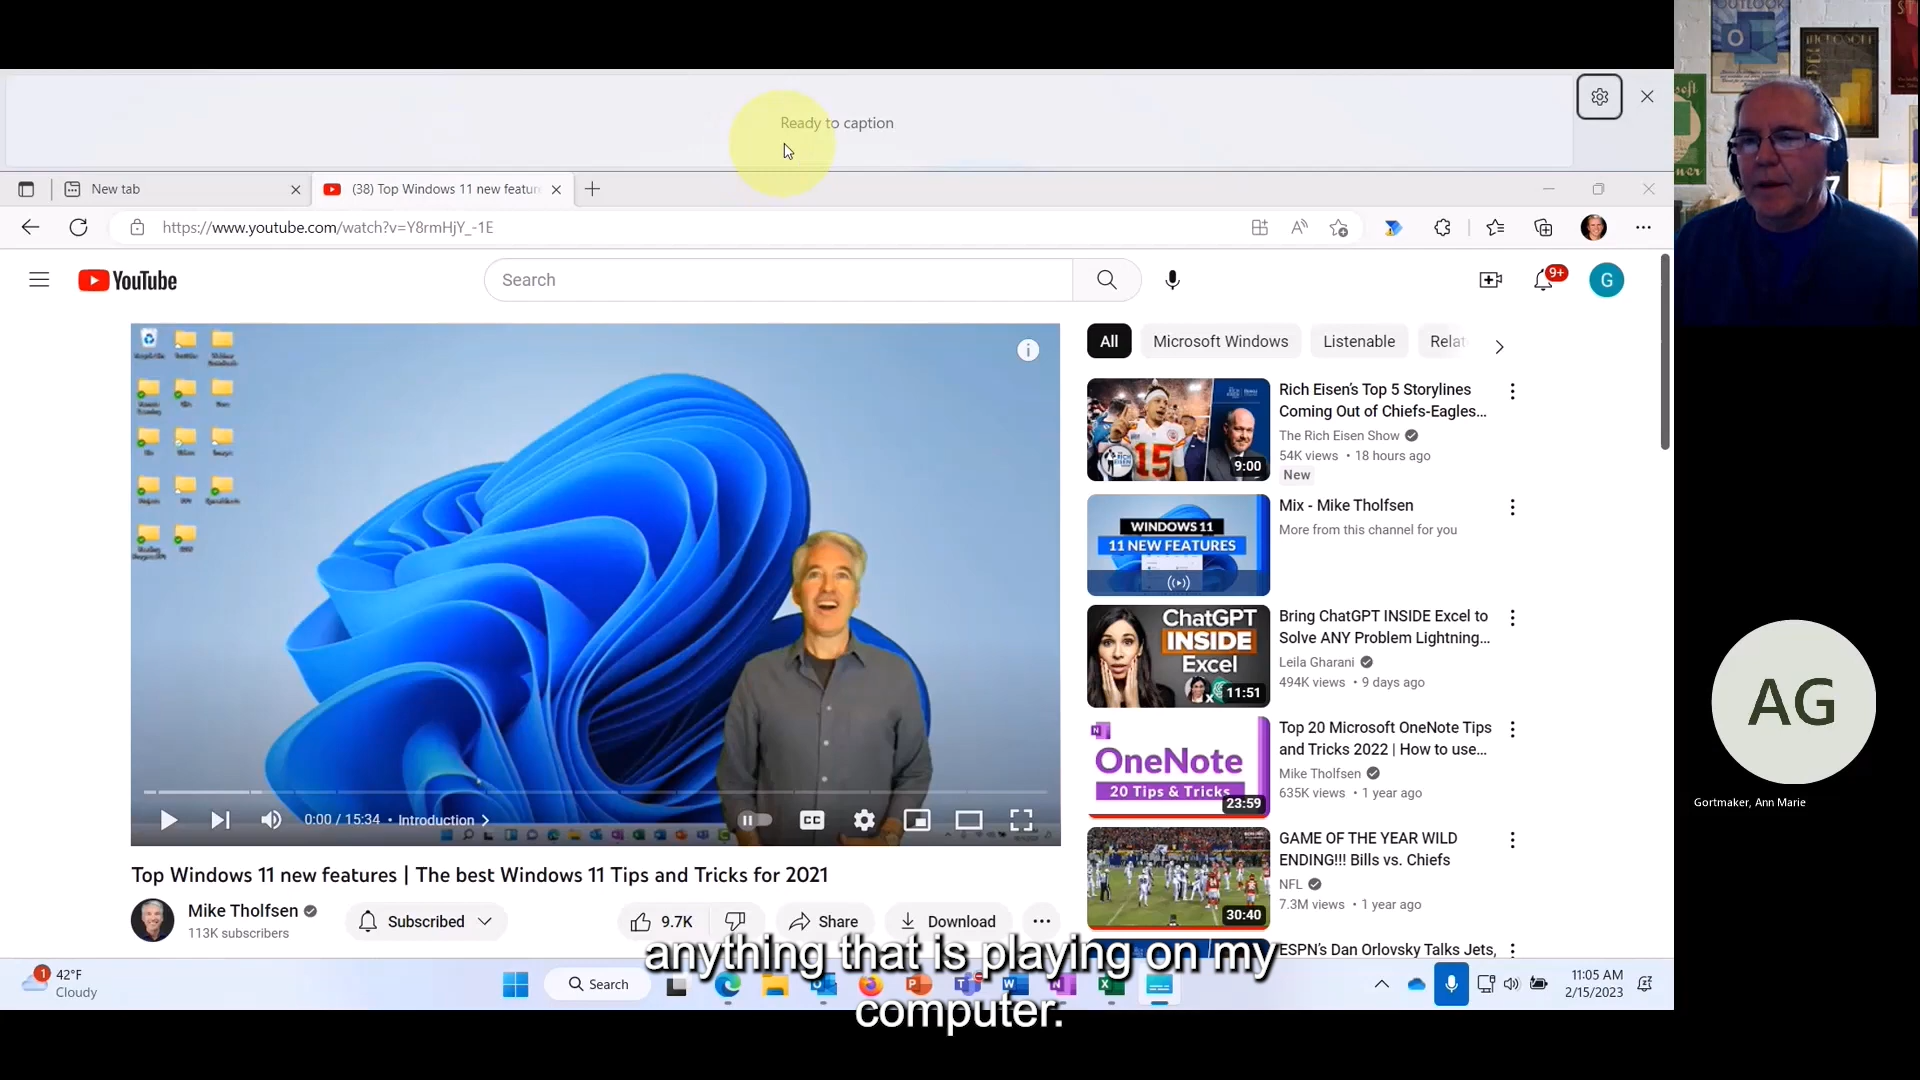 Ready to caption
New tab
(38) Top Windows 11 new featur
https://www.youtube.com/watch?v=Y8rmHjY_-1E
YouTube
Search
9+
G
All
Microsoft Windows
Listenable
Relat
Rich Eisen's Top 5 Storylines
Coming Out of Chiefs-Eagles...
The Rich Eisen Show
54K views • 18 hours ago
New
15
9:00
WINDOWS 11
11 NEW FEATURES
Mix - Mike Tholfsen
More from this channel for you
ChatGPT
INSIDE
Excel
11:51
Bring ChatGPT INSIDE Excel to
Solve ANY Problem Lightning...
Leila Gharani
494K views • 9 days ago
OneNote
20 Tips & Tricks
23:59
Top 20 Microsoft OneNote Tips
and Tricks 2022 | How to use...
Mike Tholfsen
635K views • 1 year ago
30:40
GAME OF THE YEAR WILD
ENDING!!! Bills vs. Chiefs
NFL
7.3M views • 1 year ago
ESPN's Dan Orlovsky Talks Jets,
0:00 / 15:34 • Introduction
CC
Top Windows 11 new features | The best Windows 11 Tips and Tricks for 2021
Mike Tholfsen
113K subscribers
Subscribed
9.7K
Share
Download
anything that is playing on my
computer.
1
42°F
Cloudy
Search
11:05 AM
2/15/2023
OUTLOOK
AG
Gortmaker, Ann Marie